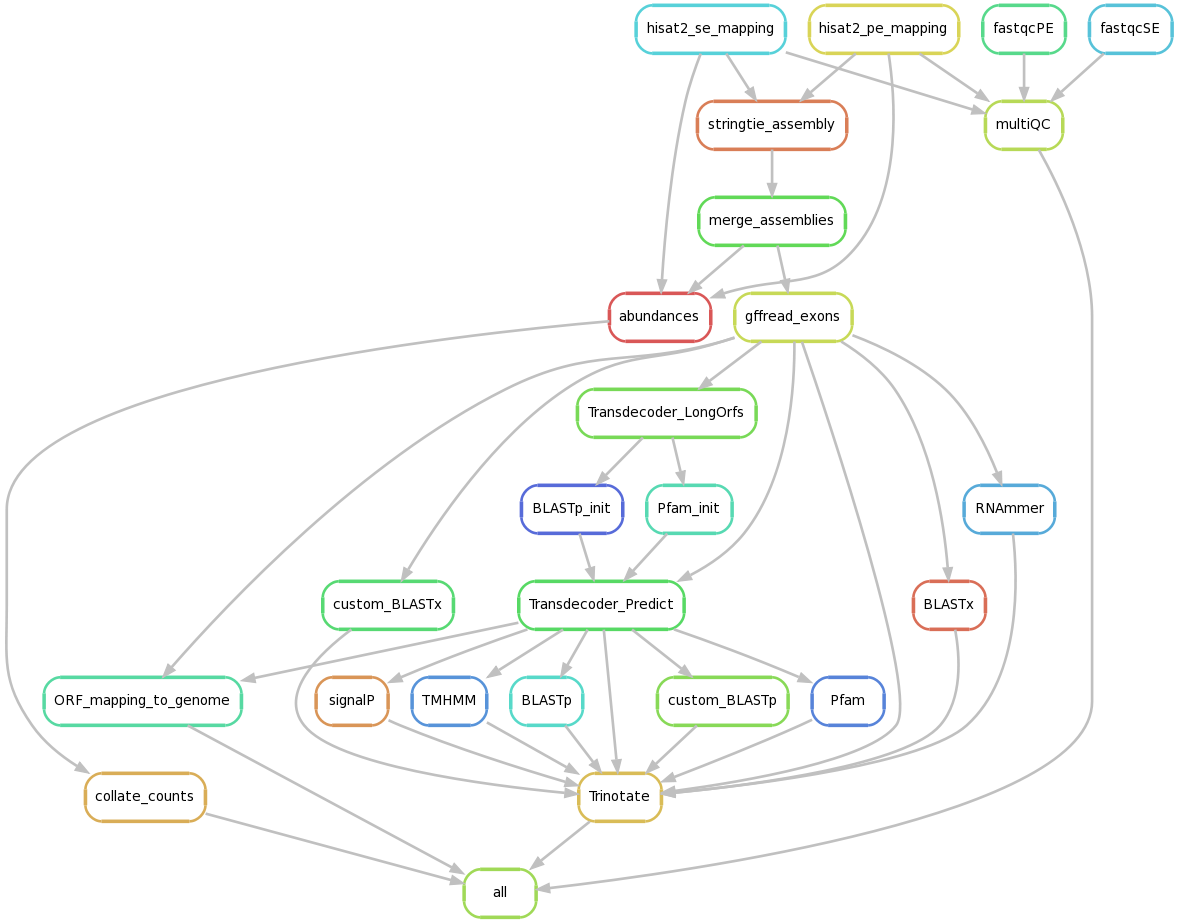 hisat2_se_mapping
hisat2_pe_mapping
fastqcPE
fastqcSE
stringtie_assembly
multiQC
merge_assemblies
abundances
gffread_exons
Transdecoder_LongOrfs
BLASTp_init
Pfam_init
RNAmmer
custom_BLASTx
Transdecoder_Predict
BLASTx
ORF_mapping_to_genome
signalP
TMHMM
BLASTp
custom_BLASTp
Pfam
collate_counts
Trinotate
all